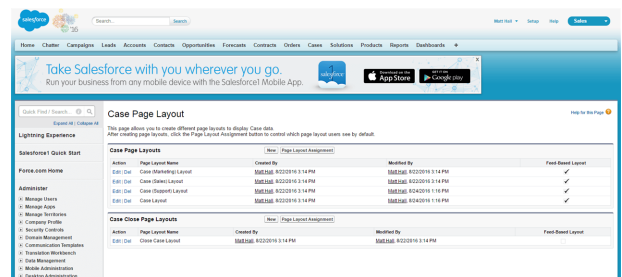 salesforce
'16
Search...
Search
Matt Hall
Setup
Help
Sales
Home Chatter Campaigns Leads Accounts Contacts Opportunities Forecasts Contracts Orders Cases Solutions Products Reports Dashboards +
Take Salesforce with you wherever you go.
Run your business from any mobile device with the Salesforce1 Mobile App.
salesforce
Download on the
App Store
GET IT ON
Google play
X
Quick Find / Search...
Expand All | Collapse All
Lightning Experience
Salesforce1 Quick Start
Force.com Home
Administer
Manage Users
Manage Apps
Manage Territories
Company Profile
Security Controls
Domain Management
Communication Templates
Translation Workbench
Data Management
Mobile Administration
Desktop Administration
Case Page Layout
Help for this Page
This page allows you to create different page layouts to display Case data
After creating page layouts, click the Page Layout Assignment button to control which page layout users see by default.
Case Page Layouts
New Page Layout Assignment
Action Page Layout Name Created By Modified By Feed-Based Layout
Edit | Del Case (Marketing) Layout Matt Hall, 8/22/2016 3:14 PM Matt Hall, 8/22/2016 3:14 PM ✓
Edit | Del Case (Sales) Layout Matt Hall, 8/22/2016 3:14 PM Matt Hall, 8/22/2016 3:14 PM ✓
Edit | Del Case (Support) Layout Matt Hall, 8/22/2016 3:14 PM Matt Hall, 8/24/2016 1:16 PM ✓
Edit | Del Case Layout Matt Hall, 8/22/2016 3:14 PM Matt Hall, 8/24/2016 1:16 PM ✓
Case Close Page Layouts
New Page Layout Assignment
Action Page Layout Name Created By Modified By Feed-Based Layout
Edit | Del Close Case Layout Matt Hall, 8/22/2016 3:14 PM Matt Hall, 8/22/2016 3:14 PM